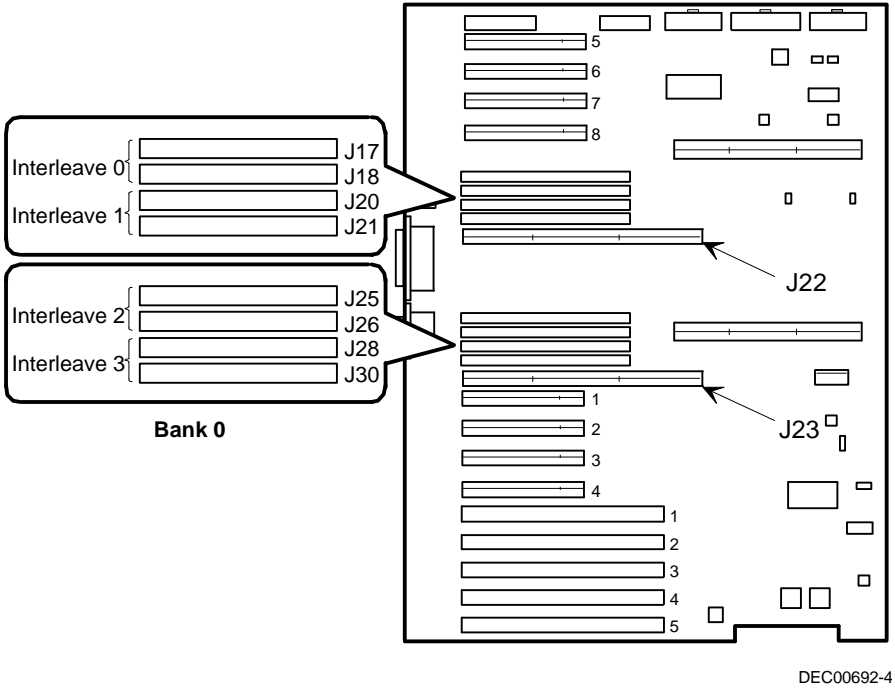 5
6
7
8
J17
Interleave 0
J18
J20
Interleave 1
J21
J22
J25
Interleave 2
J26
J28
Interleave 3
J30
Bank 0
J23
1
2
3
4
1
2
3
4
5
DEC00692-4